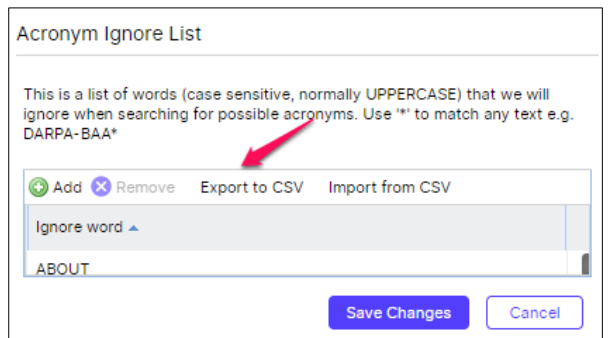 Acronym Ignore List
This is a list of words (case sensitive, normally UPPERCASE) that we will
ignore when searching for possible acronyms. Use '*' to match any text e.g.
DARPA-BAA*
Add Remove Export to CSV Import from CSV
Ignore word
ABOUT
Save Changes Cancel